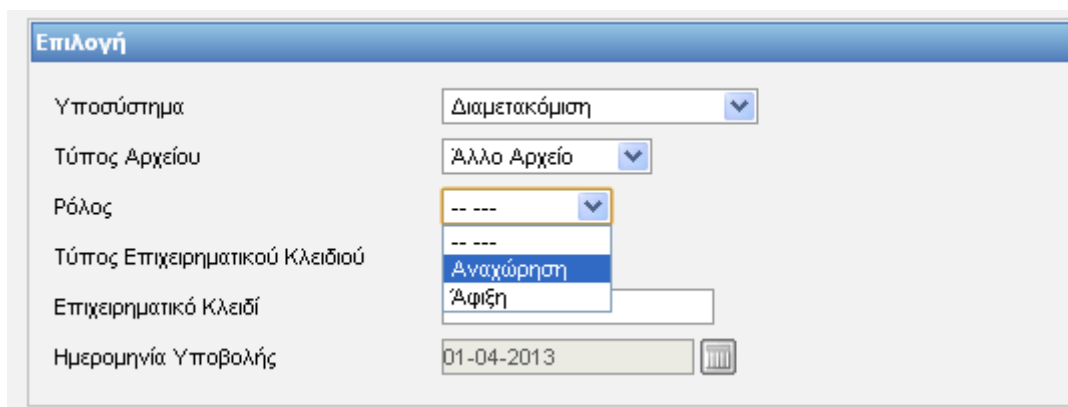 Επιλογή
Υποσύστημα Διαμετακόμιση
Τύπος Αρχείου Άλλο Αρχείο
Ρόλος -- ---
-- ---
Τύπος Επιχειρηματικού Κλειδιού Αναχώρηση
Επιχειρηματικό Κλειδί Άφιξη
Ημερομηνία Υποβολής 01-04-2013